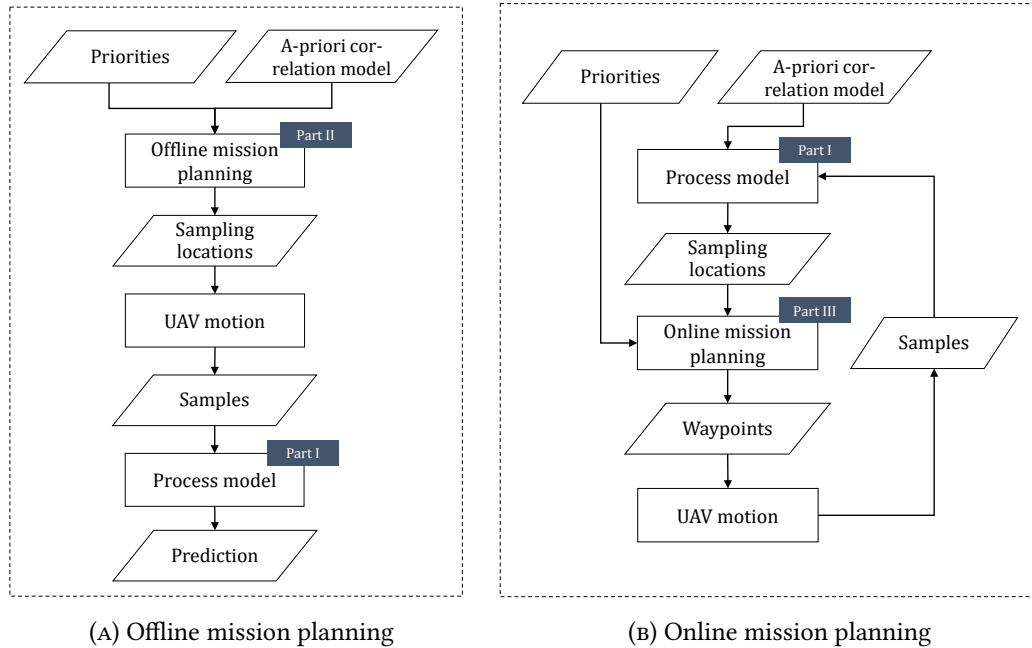 Priorities
A-priori cor-
relation model
Part II
Offline mission
planning
Sampling
locations
UAV motion
Samples
Part I
Process model
Prediction
(A) Offline mission planning
Priorities
A-priori cor-
relation model
Part I
Process model
Sampling
locations
Part III
Online mission
planning
Samples
Waypoints
UAV motion
(B) Online mission planning